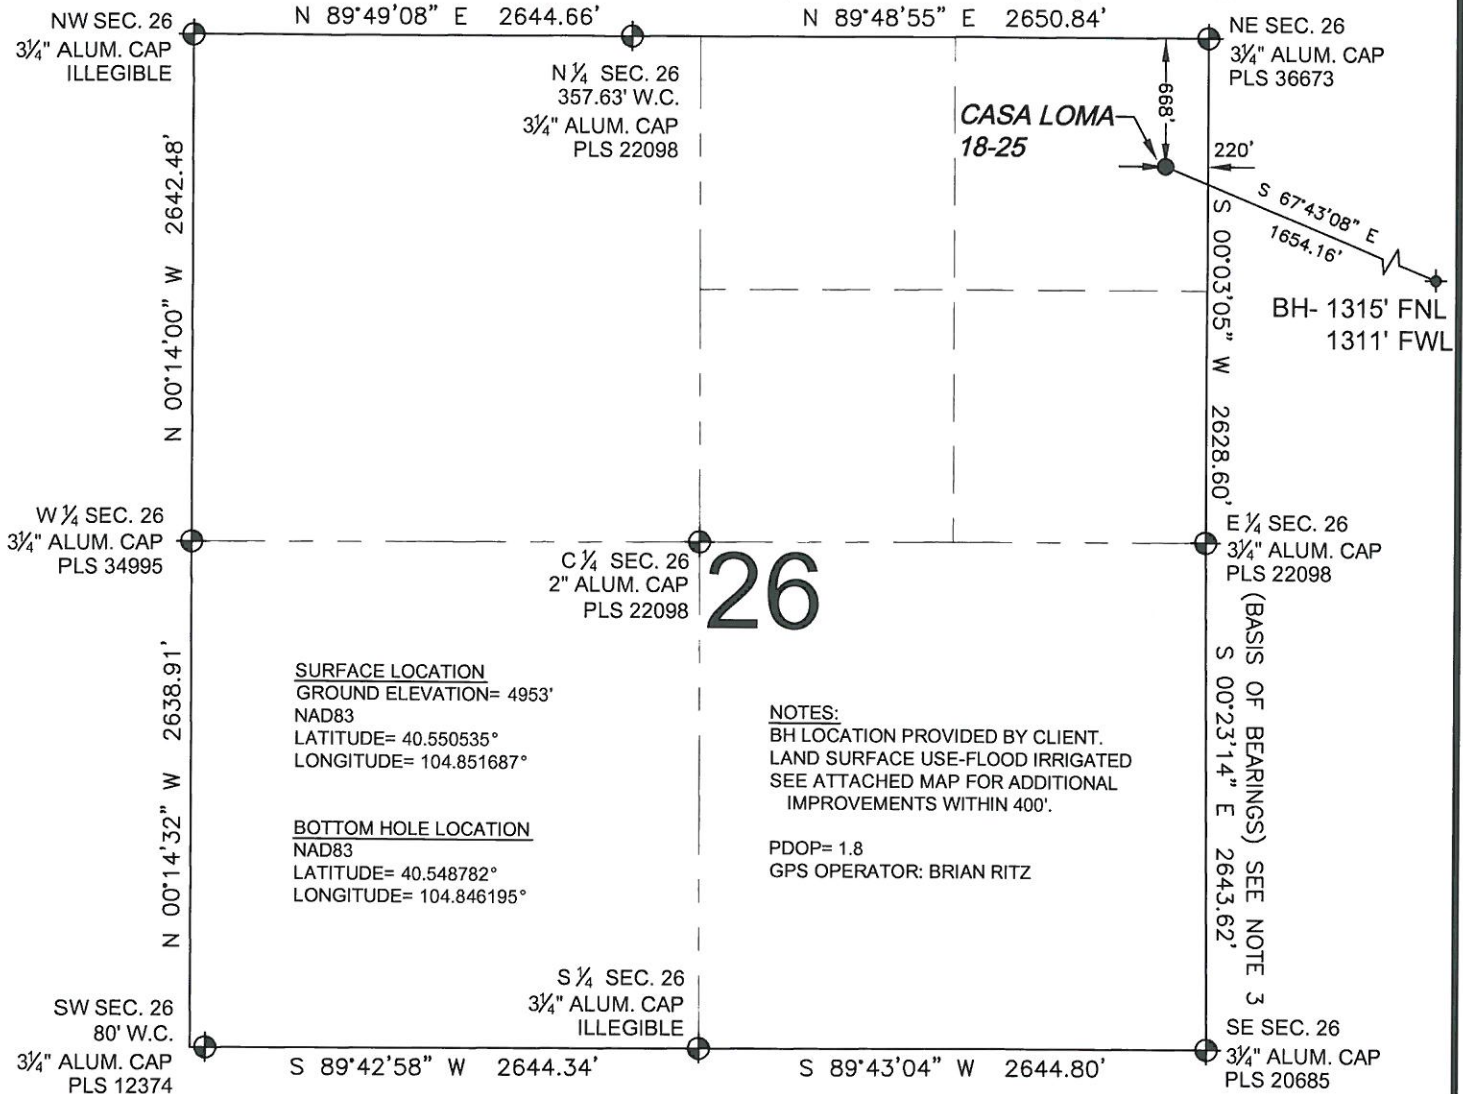 N 89°49'08" E 2644.66'
N 89°48'55" E 2650.84'
NW SEC. 26
3¼" ALUM. CAP
ILLEGIBLE
N ¼ SEC. 26
357.63' W.C.
3¼" ALUM. CAP
PLS 22098
NE SEC. 26
3¼" ALUM. CAP
PLS 36673
668'
CASA LOMA
18-25
220'
S 67°43'08" E
1654.16'
BH- 1315' FNL
1311' FWL
N 00°14'00" W 2642.48'
S 00°03'05" W 2628.60'
W ¼ SEC. 26
3¼" ALUM. CAP
PLS 34995
C ¼ SEC. 26
2" ALUM. CAP
PLS 22098
26
E ¼ SEC. 26
3¼" ALUM. CAP
PLS 22098
(BASIS OF BEARINGS) SEE NOTE 3
S 00°23'14" E 2643.62'
N 00°14'32" W 2638.91'
SURFACE LOCATION
GROUND ELEVATION= 4953'
NAD83
LATITUDE= 40.550535°
LONGITUDE= 104.851687°
BOTTOM HOLE LOCATION
NAD83
LATITUDE= 40.548782°
LONGITUDE= 104.846195°
NOTES:
BH LOCATION PROVIDED BY CLIENT.
LAND SURFACE USE-FLOOD IRRIGATED
SEE ATTACHED MAP FOR ADDITIONAL
IMPROVEMENTS WITHIN 400'.
PDOP= 1.8
GPS OPERATOR: BRIAN RITZ
SW SEC. 26
80' W.C.
3¼" ALUM. CAP
PLS 12374
S ¼ SEC. 26
3¼" ALUM. CAP
ILLEGIBLE
SE SEC. 26
3¼" ALUM. CAP
PLS 20685
S 89°42'58" W 2644.34'
S 89°43'04" W 2644.80'